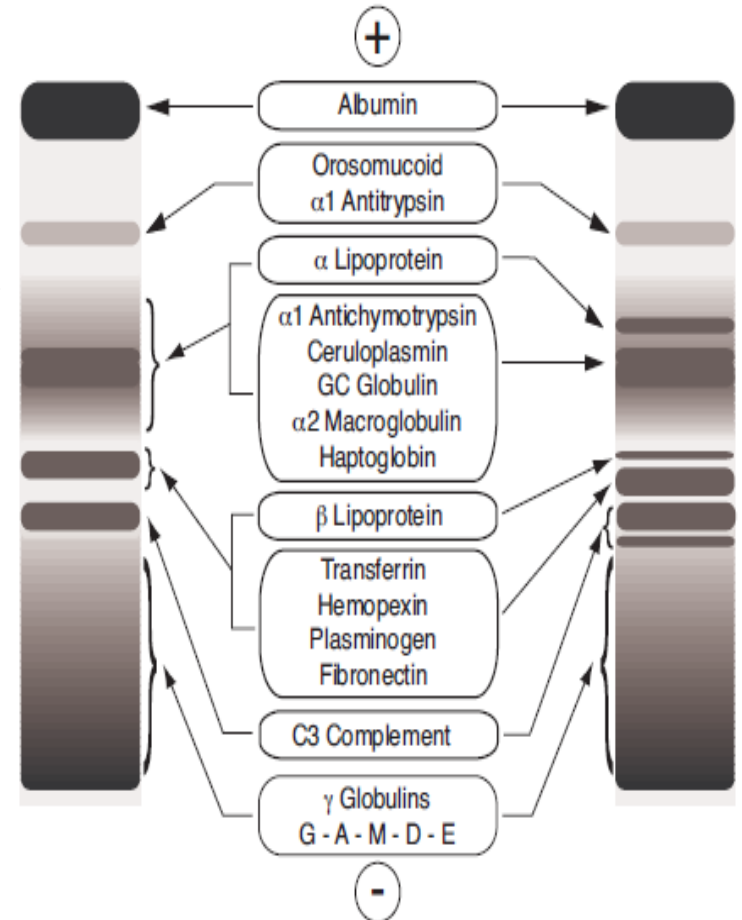 +
Albumin
Orosomucoid
α1 Antitrypsin
α Lipoprotein
α1 Antichymotrypsin
Ceruloplasmin
GC Globulin
α2 Macroglobulin
Haptoglobin
β Lipoprotein
Transferrin
Hemopexin
Plasminogen
Fibronectin
C3 Complement
γ Globulins
G - A - M - D - E
-